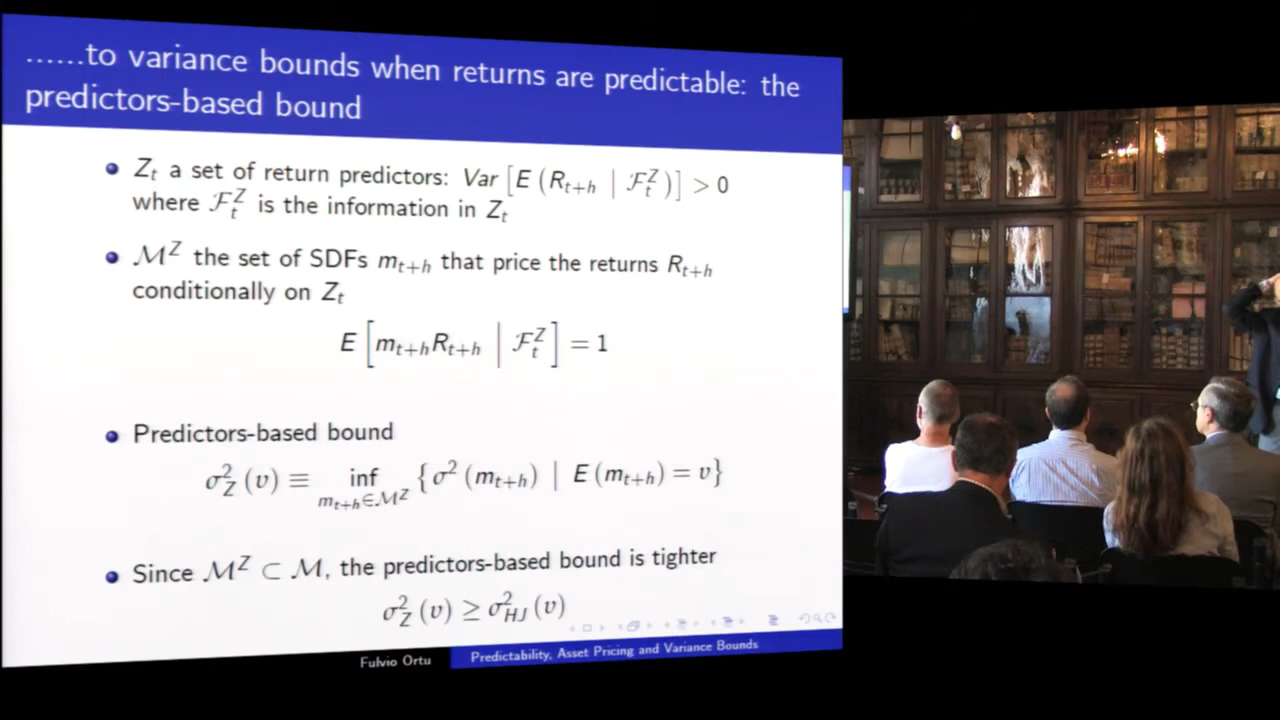 ......to variance bounds when returns are predictable: the
predictors-based bound
Z_t a set of return predictors: Var [E (R_{t+h} | ℱ_t^Z)] > 0
where ℱ_t^Z is the information in Z_t
ℳ^Z the set of SDFs m_{t+h} that price the returns R_{t+h}
conditionally on Z_t
E [m_{t+h}R_{t+h} | ℱ_t^Z] = 1
Predictors-based bound
σ_Z^2 (υ) ≡ inf_{m_{t+h}∈ℳ^Z} {σ^2 (m_{t+h}) | E (m_{t+h}) = υ}
Since ℳ^Z ⊂ ℳ, the predictors-based bound is tighter
σ_Z^2 (υ) ≥ σ_{HJ}^2 (υ)
Fulvio Ortu Predictability, Asset Pricing and Variance Bounds